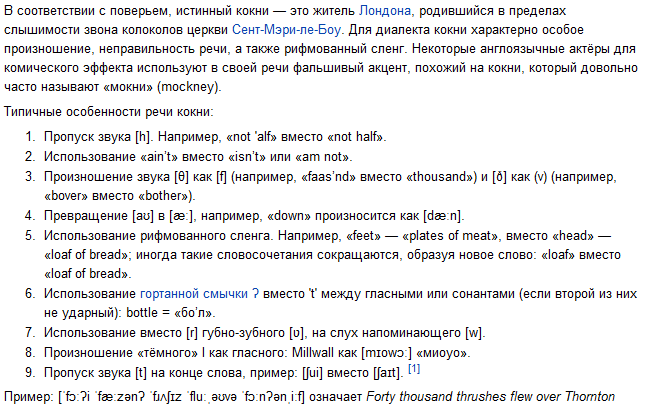 В соответствии с поверьем, истинный кокни — это житель Лондона, родившийся в пределах
слышимости звона колоколов церкви Сент-Мэри-ле-Боу. Для диалекта кокни характерно особое
произношение, неправильность речи, а также рифмованный сленг. Некоторые англоязычные актёры для
комического эффекта используют в своей речи фальшивый акцент, похожий на кокни, который довольно
часто называют «мокни» (mockney).
Типичные особенности речи кокни:
1. Пропуск звука [h]. Например, «not 'alf» вместо «not half».
2. Использование «ain’t» вместо «isn’t» или «am not».
3. Произношение звука [θ] как [f] (например, «faas’nd» вместо «thousand») и [ð] как (v) (например,
«bover» вместо «bother»).
4. Превращение [aʊ] в [æː], например, «down» произносится как [dæːn].
5. Использование рифмованного сленга. Например, «feet» — «plates of meat», вместо «head» —
«loaf of bread»; иногда такие словосочетания сокращаются, образуя новое слово: «loaf» вместо
«loaf of bread».
6. Использование гортанной смычки ʔ вместо 't' между гласными или сонантами (если второй из них
не ударный): bottle = «бо’л».
7. Использование вместо [r] губно-зубного [ʋ], на слух напоминающего [w].
8. Произношение «тёмного» l как гласного: Millwall как [mɪowɔː] «миоуо».
9. Пропуск звука [t] на конце слова, пример: [ʃui] вместо [ʃaɪt]. [1]
Пример: [ˈfɔːʔi ˈfæːzənʔ ˈfɹʌʃɪz ˈfluːˌəʊvə ˈfɔːnʔənˌiːf] означает Forty thousand thrushes flew over Thornton